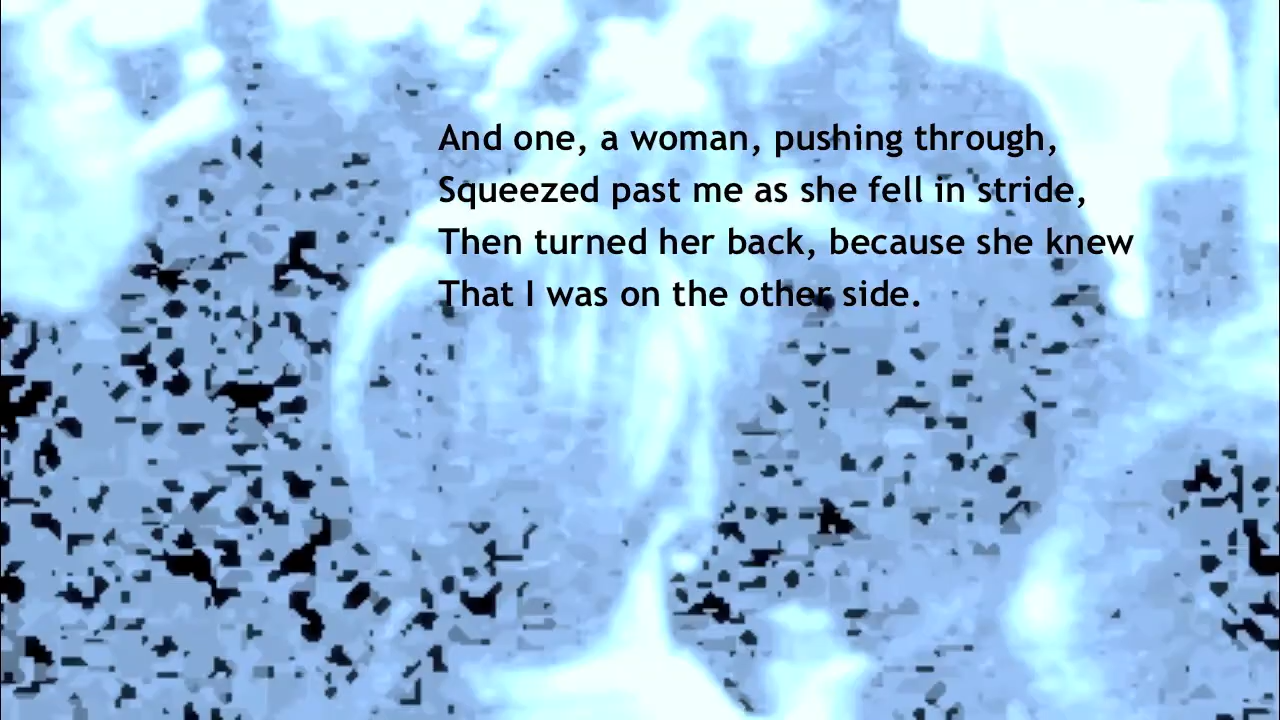 And one, a woman, pushing through,
Squeezed past me as she fell in stride,
Then turned her back, because she knew
That I was on the other side.